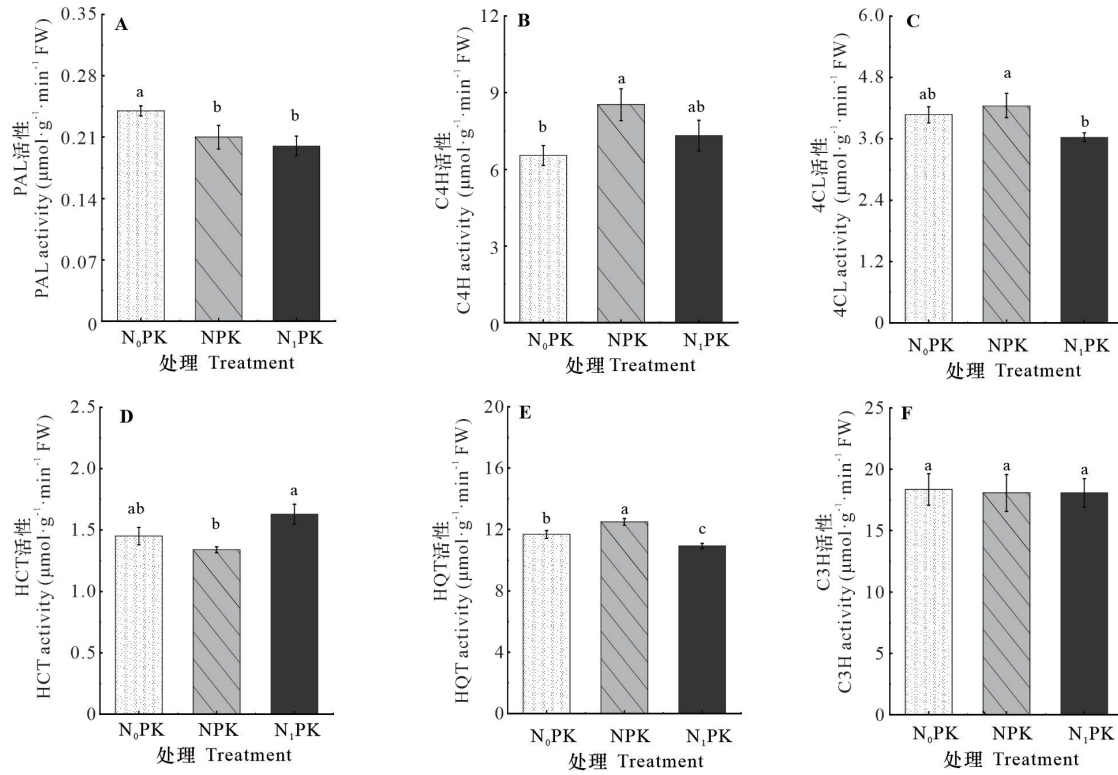 A
PAL活性
PAL activity (μmol·g⁻¹·min⁻¹ FW)
0.35
0.28
0.21
0.14
0.07
0
a
b
b
N₀PK NPK N₁PK
处理 Treatment
B
C4H活性
C4H activity (μmol·g⁻¹·min⁻¹ FW)
12
9
6
3
0
b
a
ab
N₀PK NPK N₁PK
处理 Treatment
C
4CL活性
4CL activity (μmol·g⁻¹·min⁻¹ FW)
6.0
4.8
3.6
2.4
1.2
0
ab
a
b
N₀PK NPK N₁PK
处理 Treatment
D
HCT活性
HCT activity (μmol·g⁻¹·min⁻¹ FW)
2.5
2.0
1.5
1.0
0.5
0
ab
b
a
N₀PK NPK N₁PK
处理 Treatment
E
HQT活性
HQT activity (μmol·g⁻¹·min⁻¹ FW)
20
16
12
8
4
0
b
a
c
N₀PK NPK N₁PK
处理 Treatment
F
C3H活性
C3H activity (μmol·g⁻¹·min⁻¹ FW)
25
20
15
10
5
0
a
a
a
N₀PK NPK N₁PK
处理 Treatment